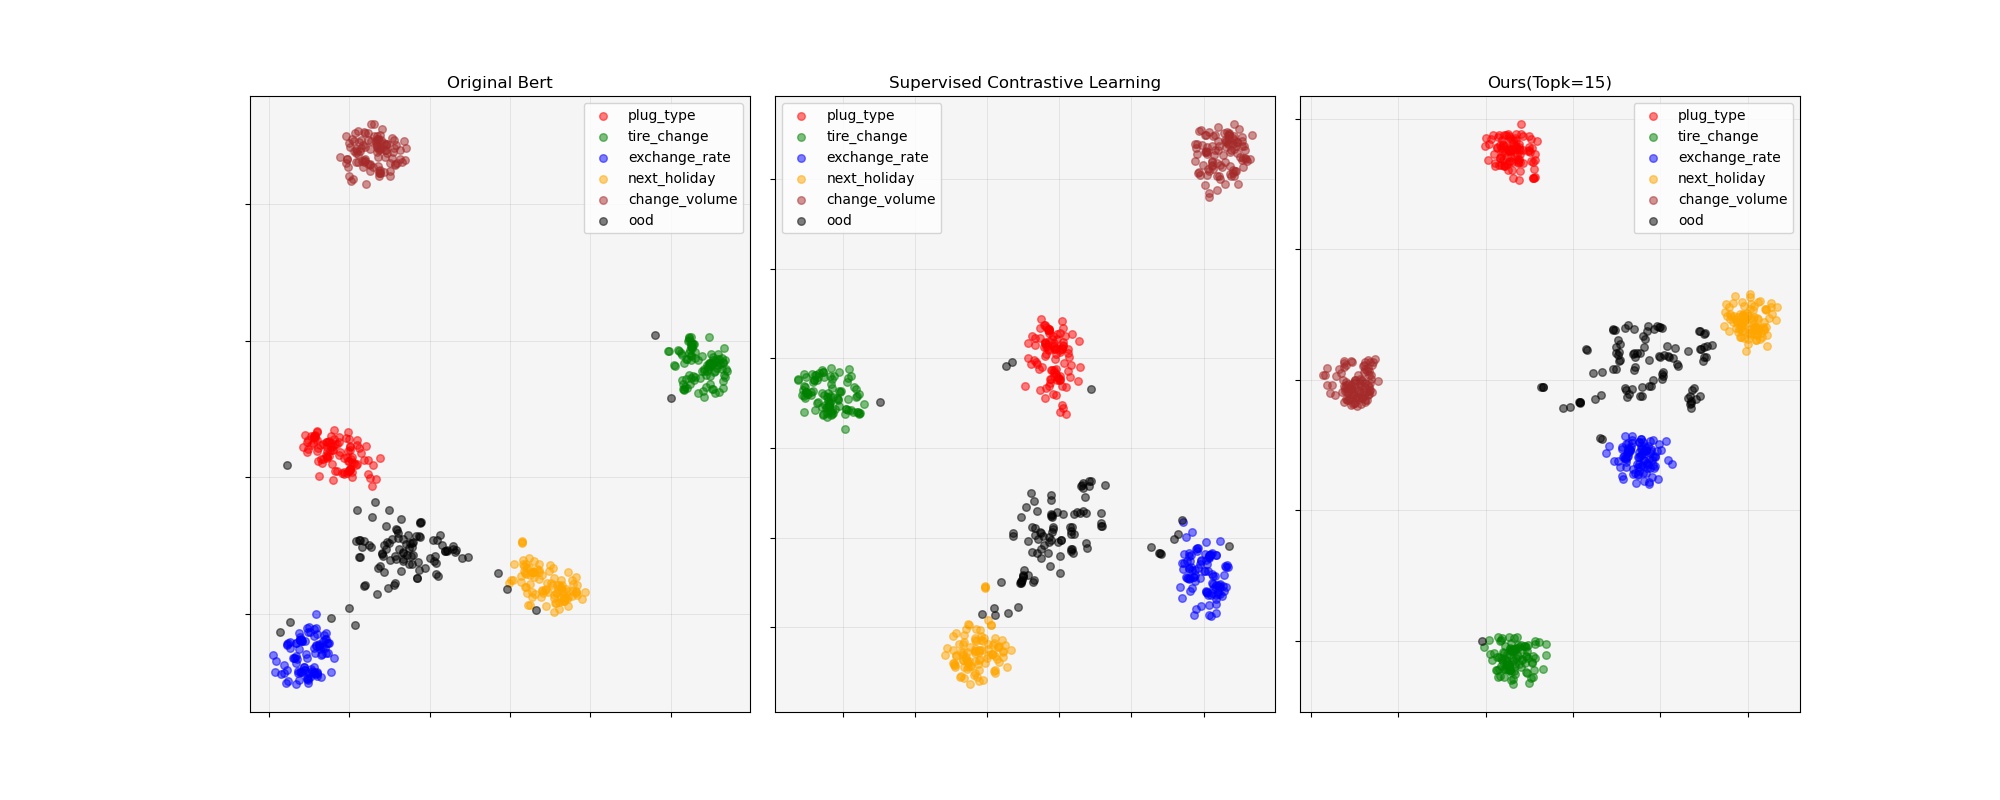 Original Bert
plug_type
tire_change
exchange_rate
next_holiday
change_volume
ood
Supervised Contrastive Learning
plug_type
tire_change
exchange_rate
next_holiday
change_volume
ood
Ours(Topk=15)
plug_type
tire_change
exchange_rate
next_holiday
change_volume
ood